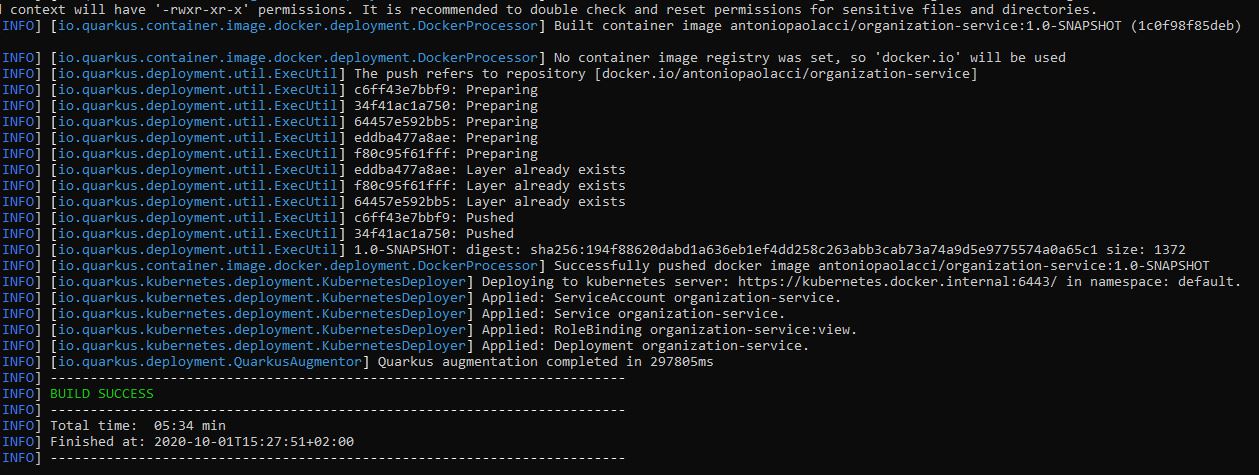 d context will have '-rwxr-xr-x' permissions. It is recommended to double check and reset permissions for sensitive files and directories.
INFO] [io.quarkus.container.image.docker.deployment.DockerProcessor] Built container image antoniopaolacci/organization-service:1.0-SNAPSHOT (1c0f98f85deb)
INFO] [io.quarkus.container.image.docker.deployment.DockerProcessor] No container image registry was set, so 'docker.io' will be used
INFO] [io.quarkus.deployment.util.ExecUtil] The push refers to repository [docker.io/antoniopaolacci/organization-service]
INFO] [io.quarkus.deployment.util.ExecUtil] c6ff43e7bbf9: Preparing
INFO] [io.quarkus.deployment.util.ExecUtil] 34f41ac1a750: Preparing
INFO] [io.quarkus.deployment.util.ExecUtil] 64457e592bb5: Preparing
INFO] [io.quarkus.deployment.util.ExecUtil] eddba477a8ae: Preparing
INFO] [io.quarkus.deployment.util.ExecUtil] f80c95f61fff: Preparing
INFO] [io.quarkus.deployment.util.ExecUtil] eddba477a8ae: Layer already exists
INFO] [io.quarkus.deployment.util.ExecUtil] f80c95f61fff: Layer already exists
INFO] [io.quarkus.deployment.util.ExecUtil] 64457e592bb5: Layer already exists
INFO] [io.quarkus.deployment.util.ExecUtil] c6ff43e7bbf9: Pushed
INFO] [io.quarkus.deployment.util.ExecUtil] 34f41ac1a750: Pushed
INFO] [io.quarkus.deployment.util.ExecUtil] 1.0-SNAPSHOT: digest: sha256:194f88620dabd1a636eb1ef4dd258c263abb3cab73a74a9d5e9775574a0a65c1 size: 1372
INFO] [io.quarkus.container.image.docker.deployment.DockerProcessor] Successfully pushed docker image antoniopaolacci/organization-service:1.0-SNAPSHOT
INFO] [io.quarkus.kubernetes.deployment.KubernetesDeployer] Deploying to kubernetes server: https://kubernetes.docker.internal:6443/ in namespace: default.
INFO] [io.quarkus.kubernetes.deployment.KubernetesDeployer] Applied: ServiceAccount organization-service.
INFO] [io.quarkus.kubernetes.deployment.KubernetesDeployer] Applied: Service organization-service.
INFO] [io.quarkus.kubernetes.deployment.KubernetesDeployer] Applied: RoleBinding organization-service:view.
INFO] [io.quarkus.kubernetes.deployment.KubernetesDeployer] Applied: Deployment organization-service.
INFO] [io.quarkus.deployment.QuarkusAugmentor] Quarkus augmentation completed in 297805ms
INFO] ------------------------------------------------------------------------
INFO] BUILD SUCCESS
INFO] ------------------------------------------------------------------------
INFO] Total time:  05:34 min
INFO] Finished at: 2020-10-01T15:27:51+02:00
INFO] ------------------------------------------------------------------------